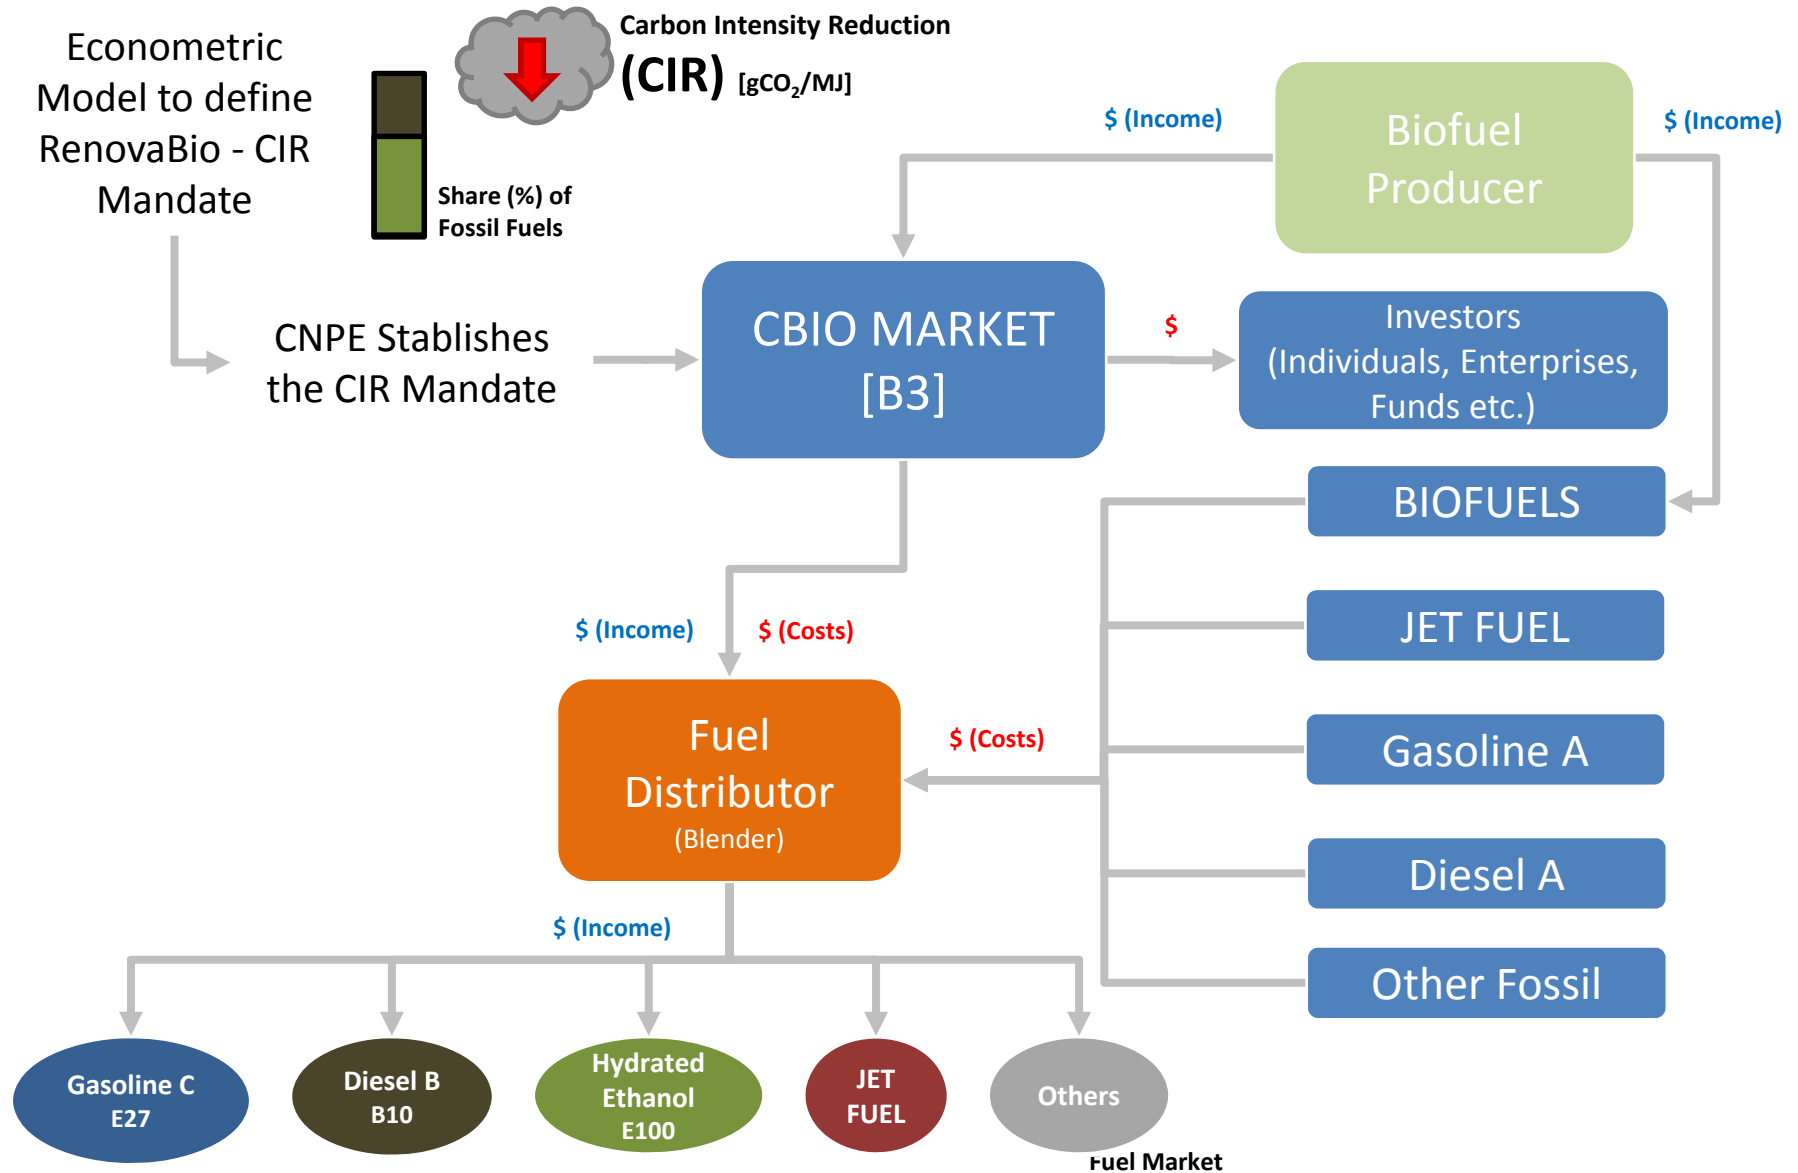 Econometric
Model to define
RenovaBio - CIR
Mandate
Carbon Intensity Reduction
(CIR) [gCO₂/MJ]
Share (%) of
Fossil Fuels
$ (Income)
Biofuel
Producer
$ (Income)
CNPE Stablishes
the CIR Mandate
CBIO MARKET
[B3]
$
Investors
(Individuals, Enterprises,
Funds etc.)
BIOFUELS
JET FUEL
Gasoline A
Diesel A
Other Fossil
$ (Income)
$ (Costs)
Fuel
Distributor
(Blender)
$ (Costs)
$ (Income)
Gasoline C
E27
Diesel B
B10
Hydrated
Ethanol
E100
JET
FUEL
Others
Fuel Market